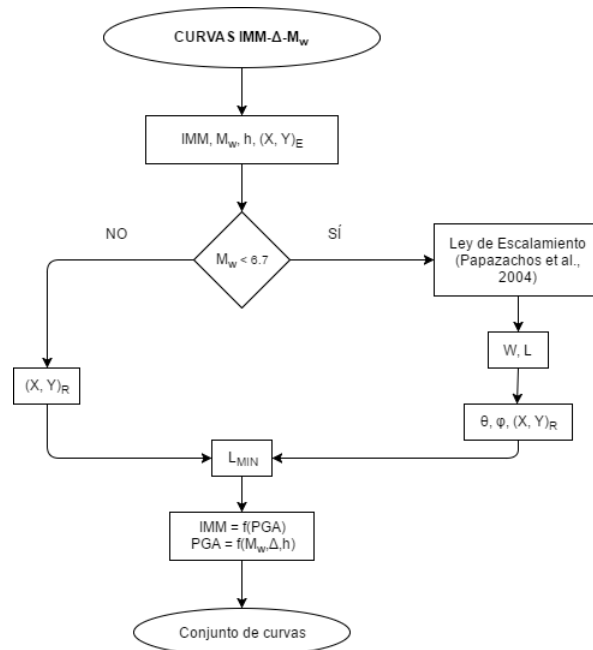 CURVAS IMM-Δ-Mw
IMM, Mw, h, (X, Y)E
NO
SÍ
Mw < 6.7
Ley de Escalamiento
(Papazachos et al.,
2004)
W, L
(X, Y)R
θ, φ, (X, Y)R
LMIN
IMM = f(PGA)
PGA = f(Mw,Δ,h)
Conjunto de curvas